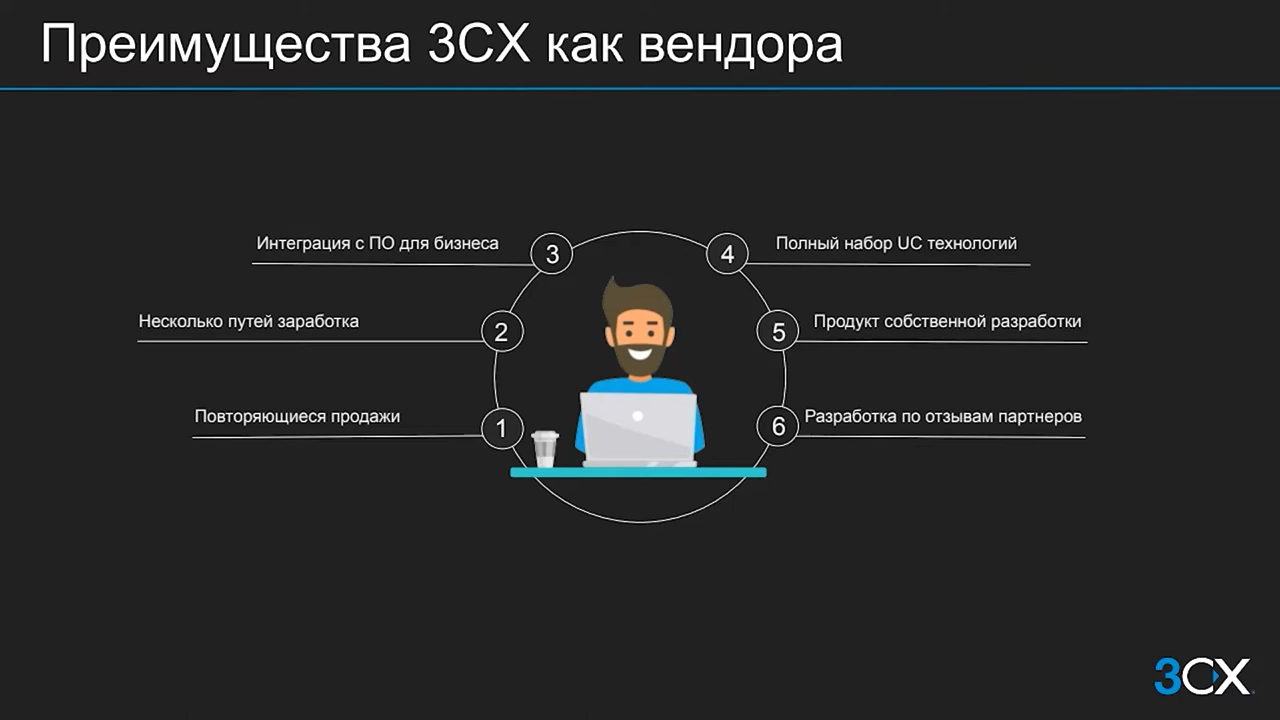 Преимущества 3CX как вендора
Интеграция с ПО для бизнеса
3
4
Полный набор UC технологий
Несколько путей заработка
2
5
Продукт собственной разработки
Повторяющиеся продажи
1
6
Разработка по отзывам партнеров
3CX